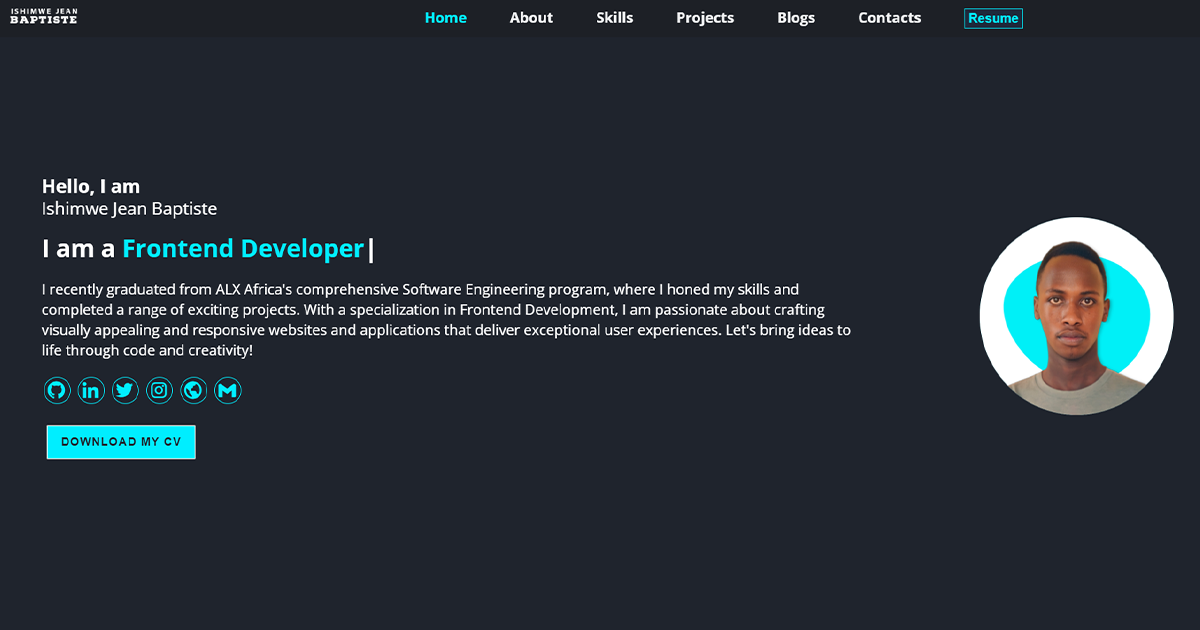 ISHIMWE JEAN
BAPTISTE
Home About Skills Projects Blogs Contacts Resume
Hello, I am
Ishimwe Jean Baptiste
I am a Frontend Developer|
I recently graduated from ALX Africa's comprehensive Software Engineering program, where I honed my skills and
completed a range of exciting projects. With a specialization in Frontend Development, I am passionate about crafting
visually appealing and responsive websites and applications that deliver exceptional user experiences. Let's bring ideas to
life through code and creativity!
in
DOWNLOAD MY CV